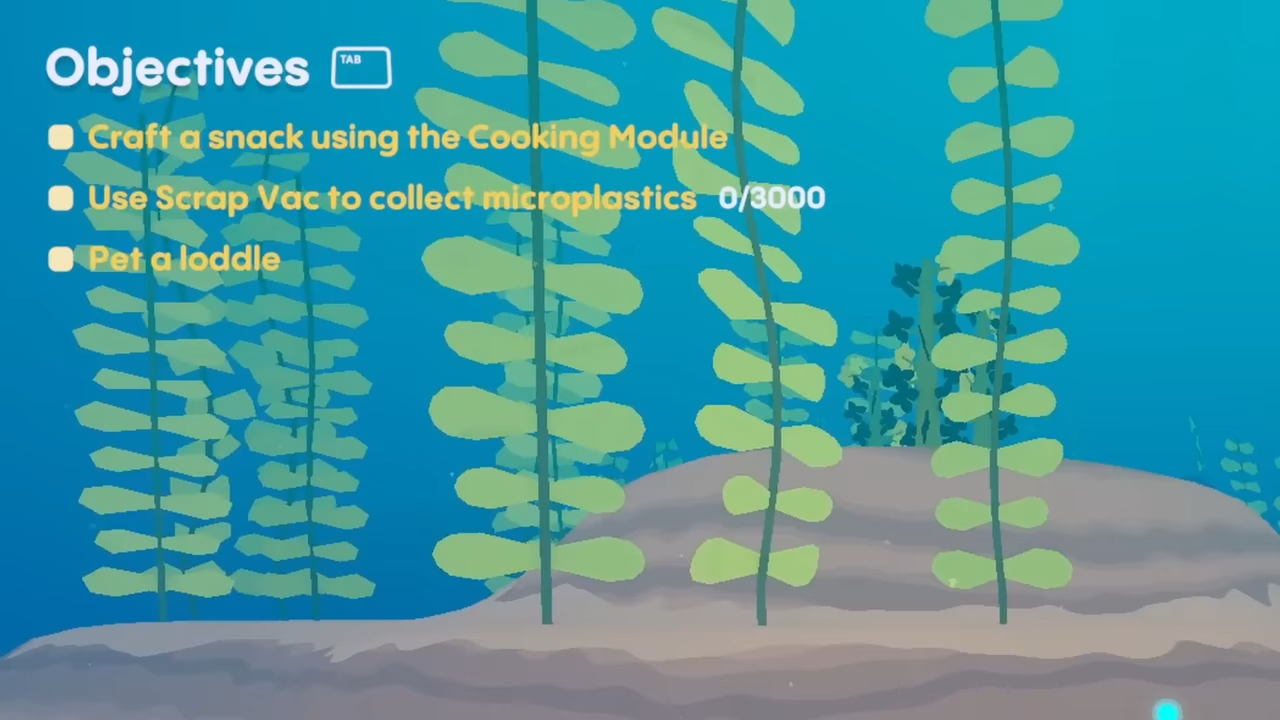 Objectives TAB
Craft a snack using the Cooking Module
Use Scrap Vac to collect microplastics 0/3000
Pet a loddle